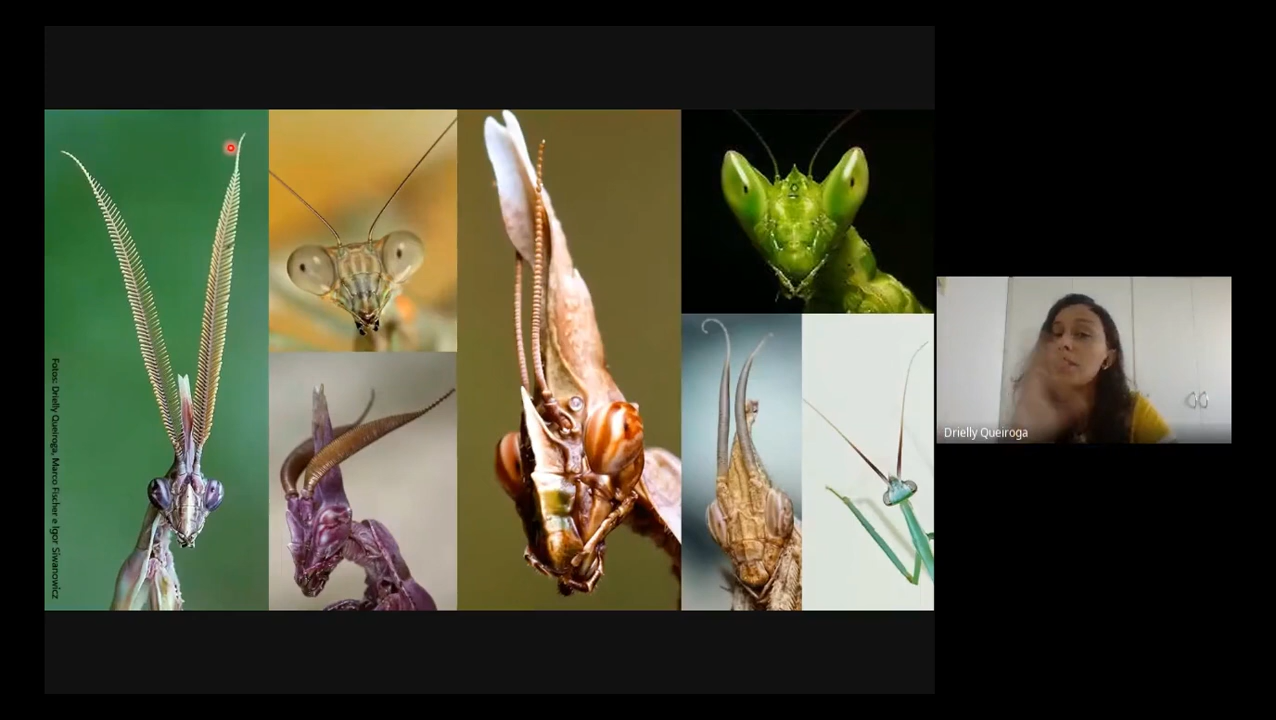 Fotos: Drielly Queiroga, Marco Fischer e Igor Siwanowicz
Drielly Queiroga